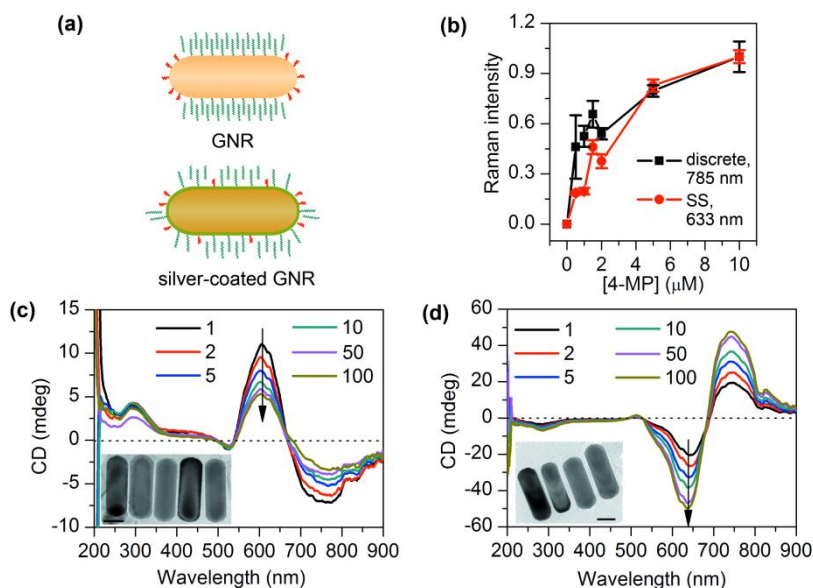 (a)
GNR
silver-coated GNR
(b)
Raman intensity
1.2
0.9
0.6
0.3
0.0
discrete,
785 nm
SS,
633 nm
0 2 4 6 8 10
[4-MP] (μM)
(c)
CD (mdeg)
15
10
5
0
-5
-10
1 10
2 50
5 100
200 300 400 500 600 700 800 900
Wavelength (nm)
(d)
CD (mdeg)
60
40
20
0
-20
-40
-60
1 10
2 50
5 100
200 300 400 500 600 700 800 900
Wavelength (nm)